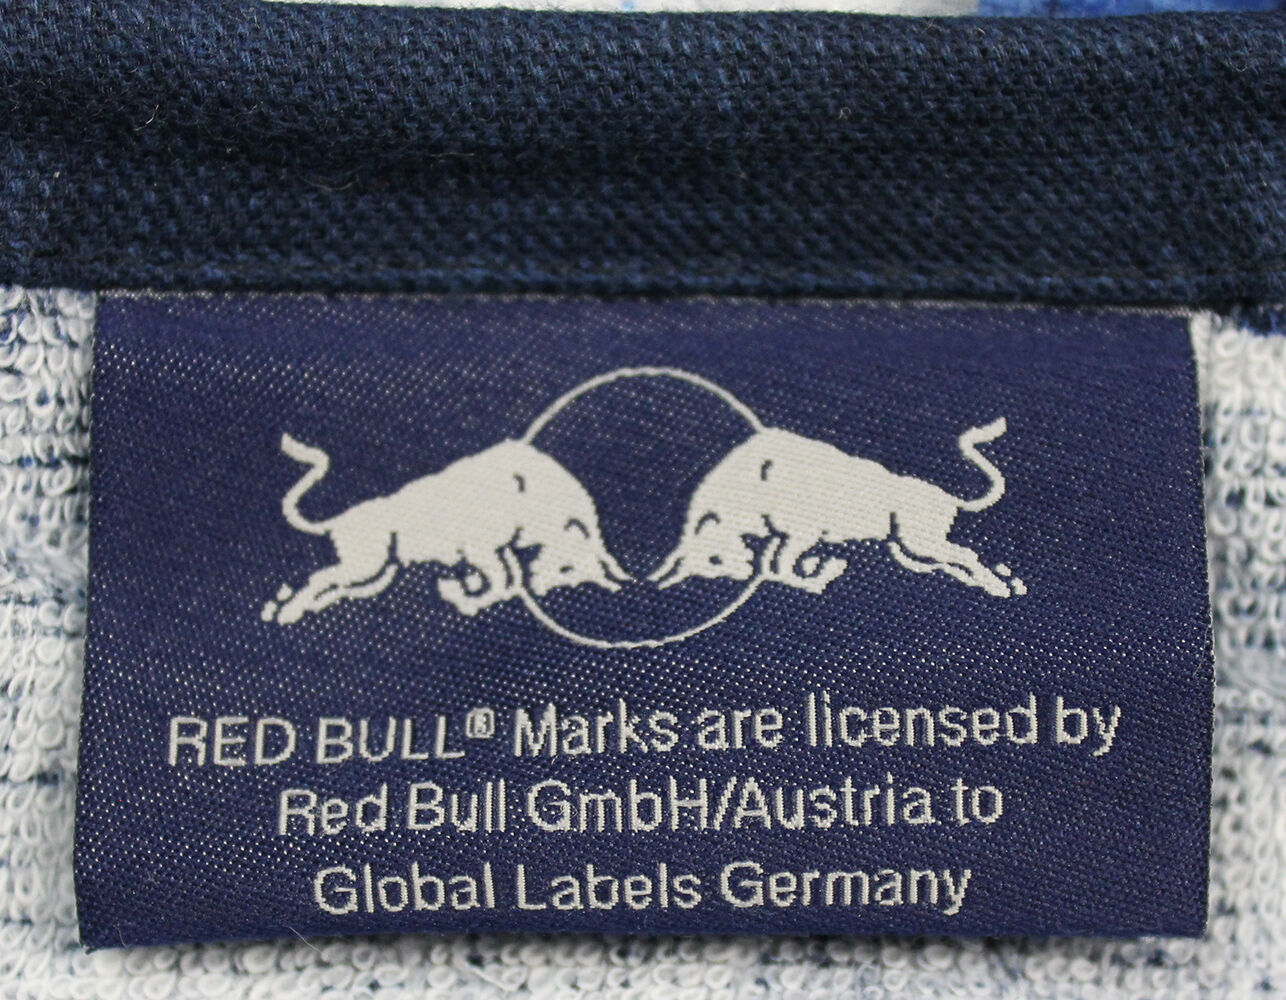 RED BULL® Marks are licensed by
Red Bull GmbH/Austria to
Global Labels Germany